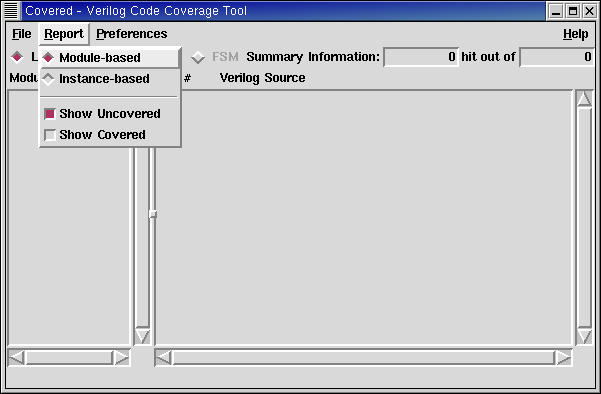 Covered - Verilog Code Coverage Tool
File Report Preferences Help
L FSM Summary Information: 0 hit out of 0
Module-based
Instance-based
Modu # Verilog Source
Show Uncovered
Show Covered